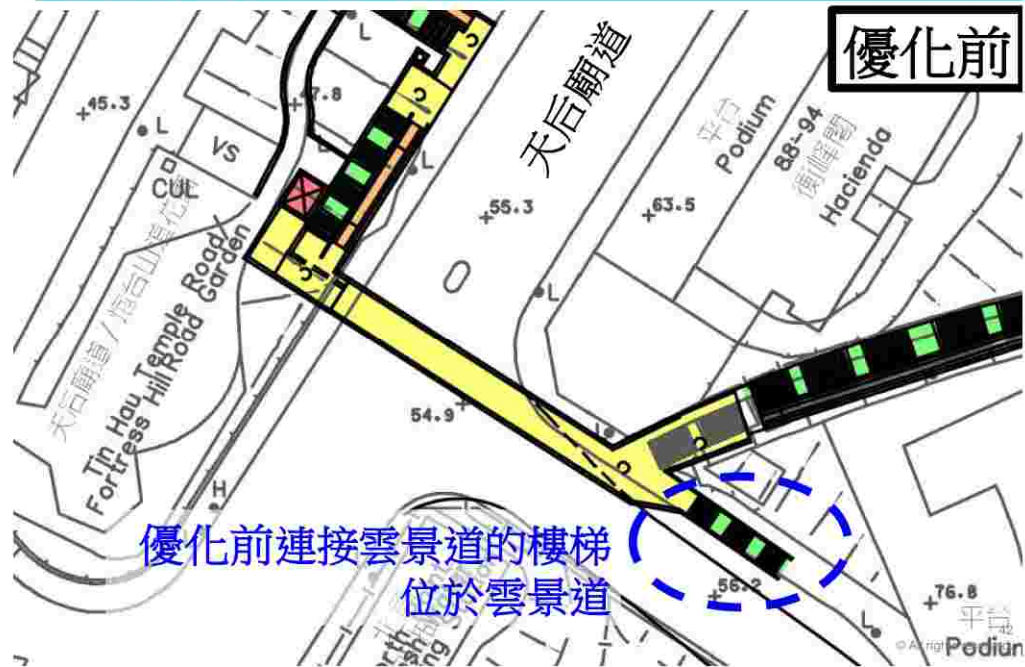 優化前
L
47.8
45.3
L
VS
CUL
天后廟道
平台
Podium
88-94
衡峰閣
Hacienda
L
55.3
63.5
天后廟道 / 炮台山道花園
Tin Hau Temple Road/
Fortress Hill Road Garden
L
54.9
L
H
優化前連接雲景道的樓梯
位於雲景道
56.2
76.8
平台
Podium
L
42